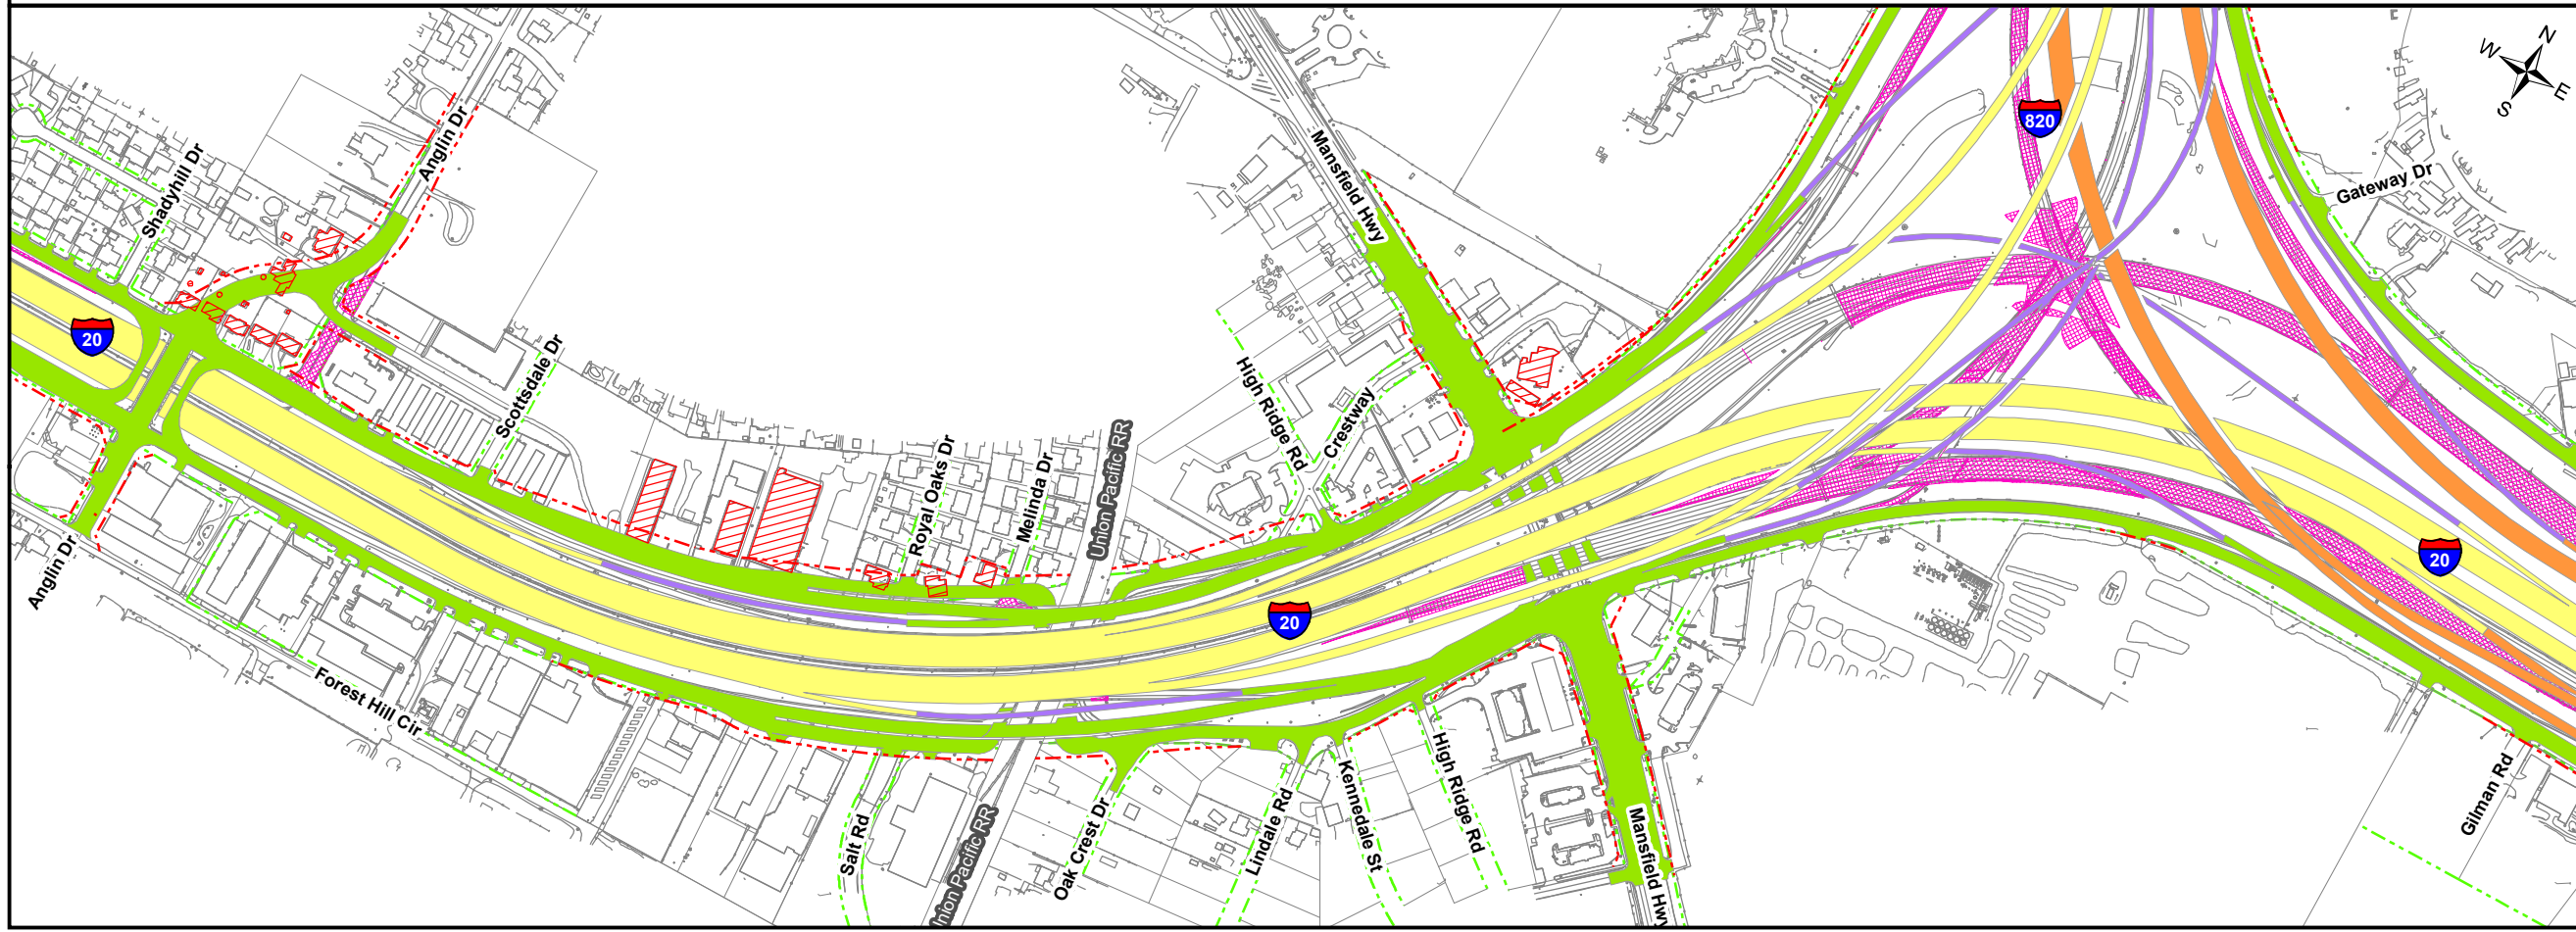 N
W
E
S
820
Anglin Dr
Mansfield Hwy
Shadyhill Dr
Gateway Dr
20
Scottsdale Dr
High Ridge Rd
Crestway
Royal Oaks Dr
Melinda Dr
Union Pacific RR
20
20
Anglin Dr
Forest Hill Cir
Salt Rd
Union Pacific RR
Oak Crest Dr
Lindale Rd
Kennedale St
High Ridge Rd
Mansfield Hwy
Gilman Rd